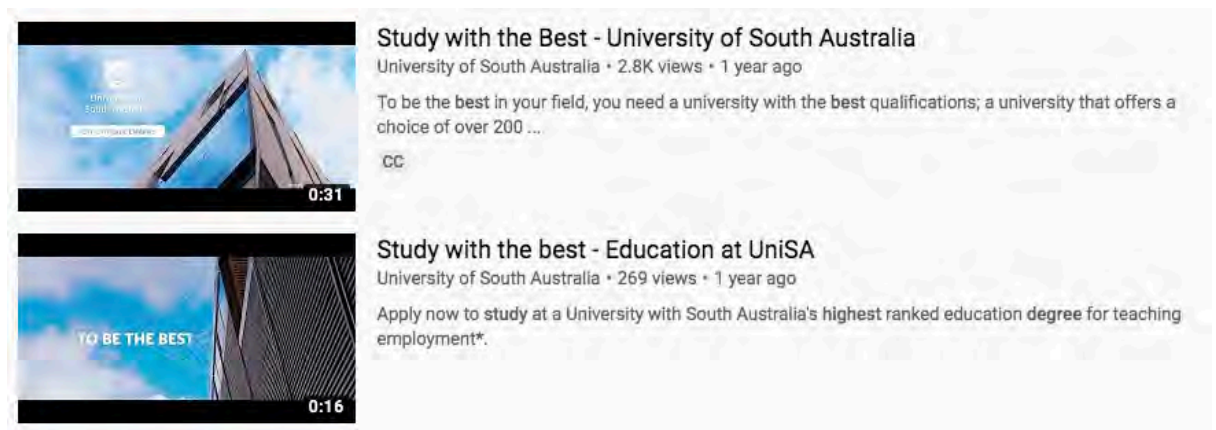 Study with the Best - University of South Australia
University of South Australia • 2.8K views • 1 year ago
To be the best in your field, you need a university with the best qualifications; a university that offers a
choice of over 200 ...
CC
0:31
Study with the best - Education at UniSA
University of South Australia • 269 views • 1 year ago
Apply now to study at a University with South Australia's highest ranked education degree for teaching
employment*.
TO BE THE BEST
0:16